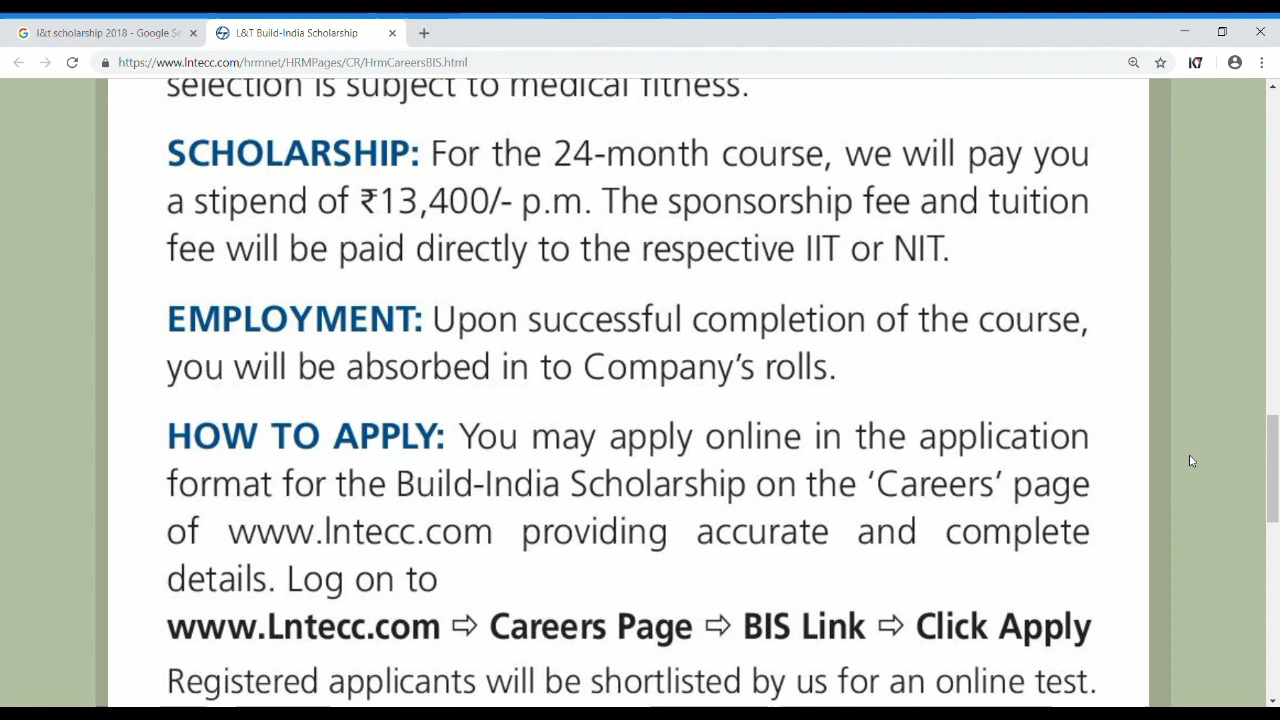 l&t scholarship 2018 - Google Se
L&T Build-India Scholarship
https://www.lntecc.com/hrmnet/HRMPages/CR/HrmCareersBIS.html
K7
selection is subject to medical fitness.
SCHOLARSHIP: For the 24-month course, we will pay you
a stipend of ₹13,400/- p.m. The sponsorship fee and tuition
fee will be paid directly to the respective IIT or NIT.
EMPLOYMENT: Upon successful completion of the course,
you will be absorbed in to Company's rolls.
HOW TO APPLY: You may apply online in the application
format for the Build-India Scholarship on the ‘Careers’ page
of www.lntecc.com providing accurate and complete
details. Log on to
www.Lntecc.com ⇨ Careers Page ⇨ BIS Link ⇨ Click Apply
Registered applicants will be shortlisted by us for an online test.